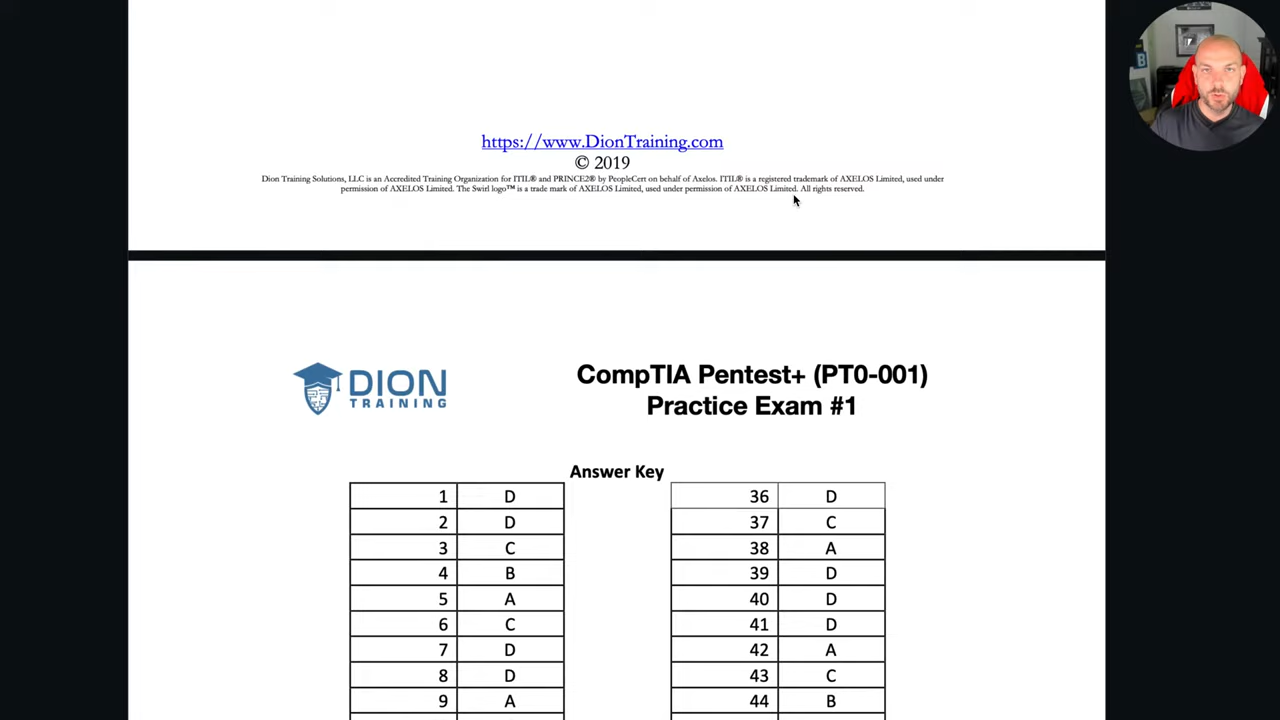 https://www.DionTraining.com
© 2019
Dion Training Solutions, LLC is an Accredited Training Organization for ITIL® and PRINCE2® by PeopleCert on behalf of Axelos. ITIL® is a registered trademark of AXELOS Limited, used under
permission of AXELOS Limited. The Swirl logo™ is a trade mark of AXELOS Limited, used under permission of AXELOS Limited. All rights reserved.
DION
TRAINING
CompTIA Pentest+ (PT0-001)
Practice Exam #1
Answer Key
1 D 36 D
2 D 37 C
3 C 38 A
4 B 39 D
5 A 40 D
6 C 41 D
7 D 42 A
8 D 43 C
9 A 44 B